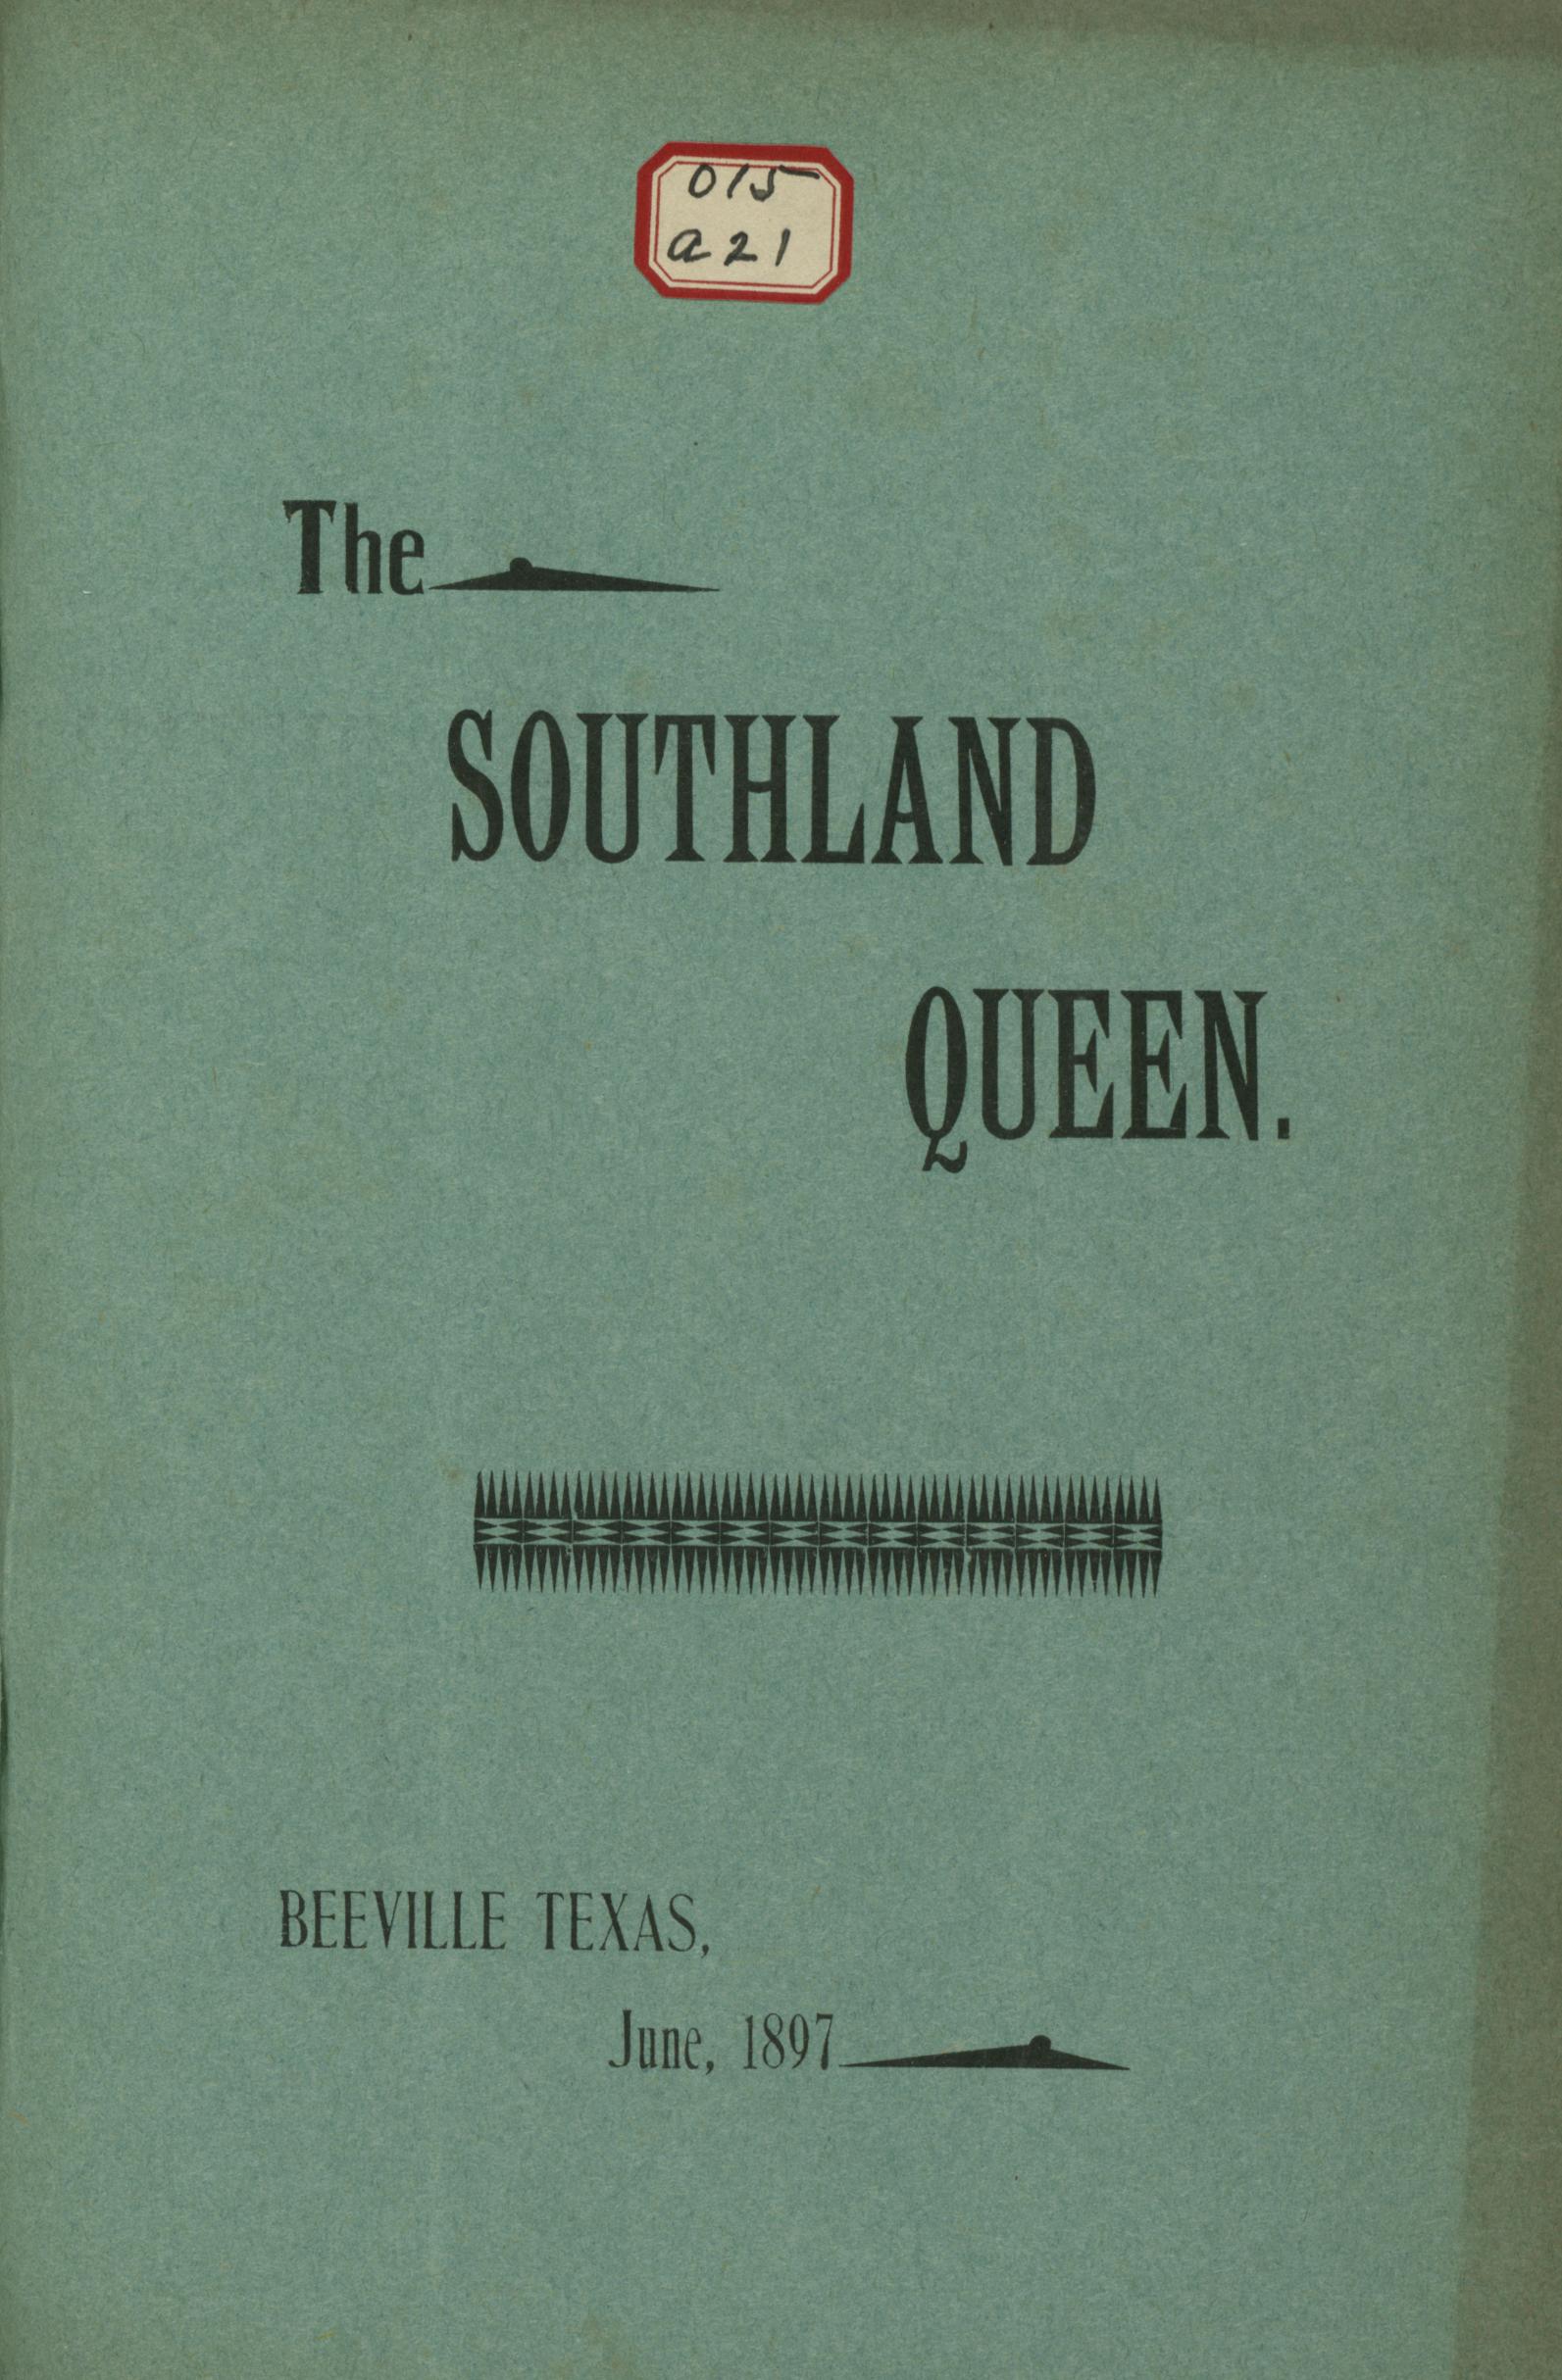 015
a21
The
SOUTHLAND
QUEEN.
BEEVILLE TEXAS,
June, 1897